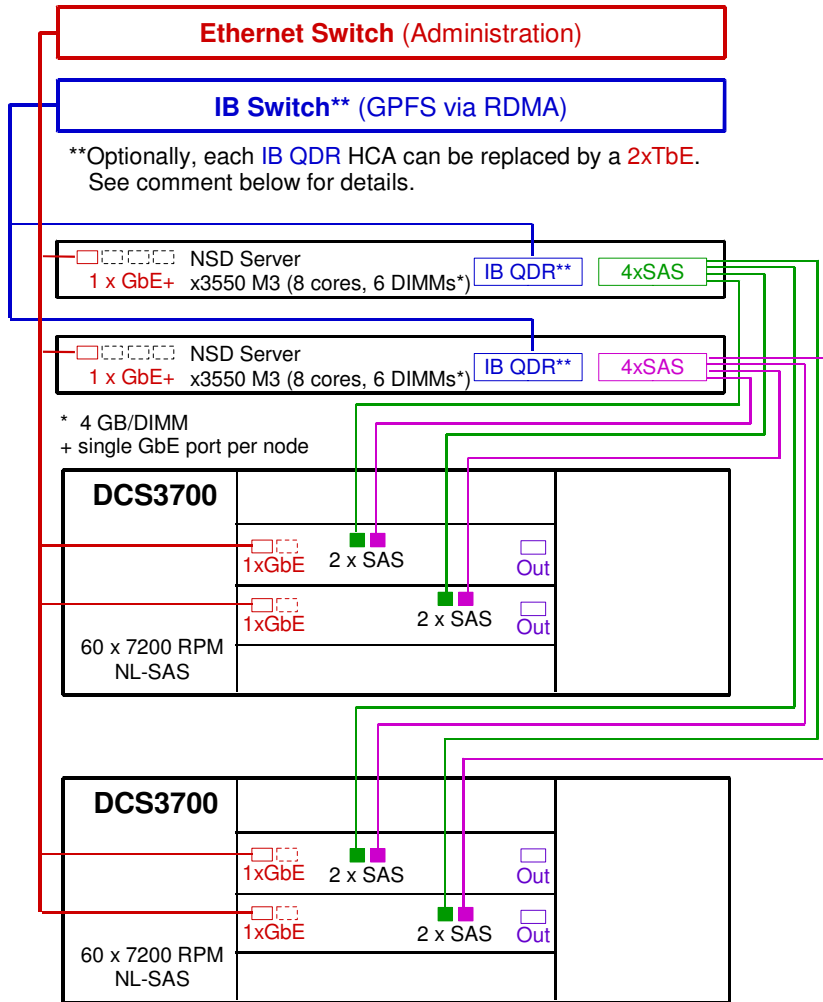 Ethernet Switch (Administration)
IB Switch** (GPFS via RDMA)
**Optionally, each IB QDR HCA can be replaced by a 2xTbE.
See comment below for details.
NSD Server
1 x GbE+ x3550 M3 (8 cores, 6 DIMMs*) IB QDR** 4xSAS
NSD Server
1 x GbE+ x3550 M3 (8 cores, 6 DIMMs*) IB QDR** 4xSAS
* 4 GB/DIMM
+ single GbE port per node
DCS3700
1xGbE 2 x SAS Out
1xGbE 2 x SAS Out
60 x 7200 RPM
NL-SAS
DCS3700
1xGbE 2 x SAS Out
1xGbE 2 x SAS Out
60 x 7200 RPM
NL-SAS